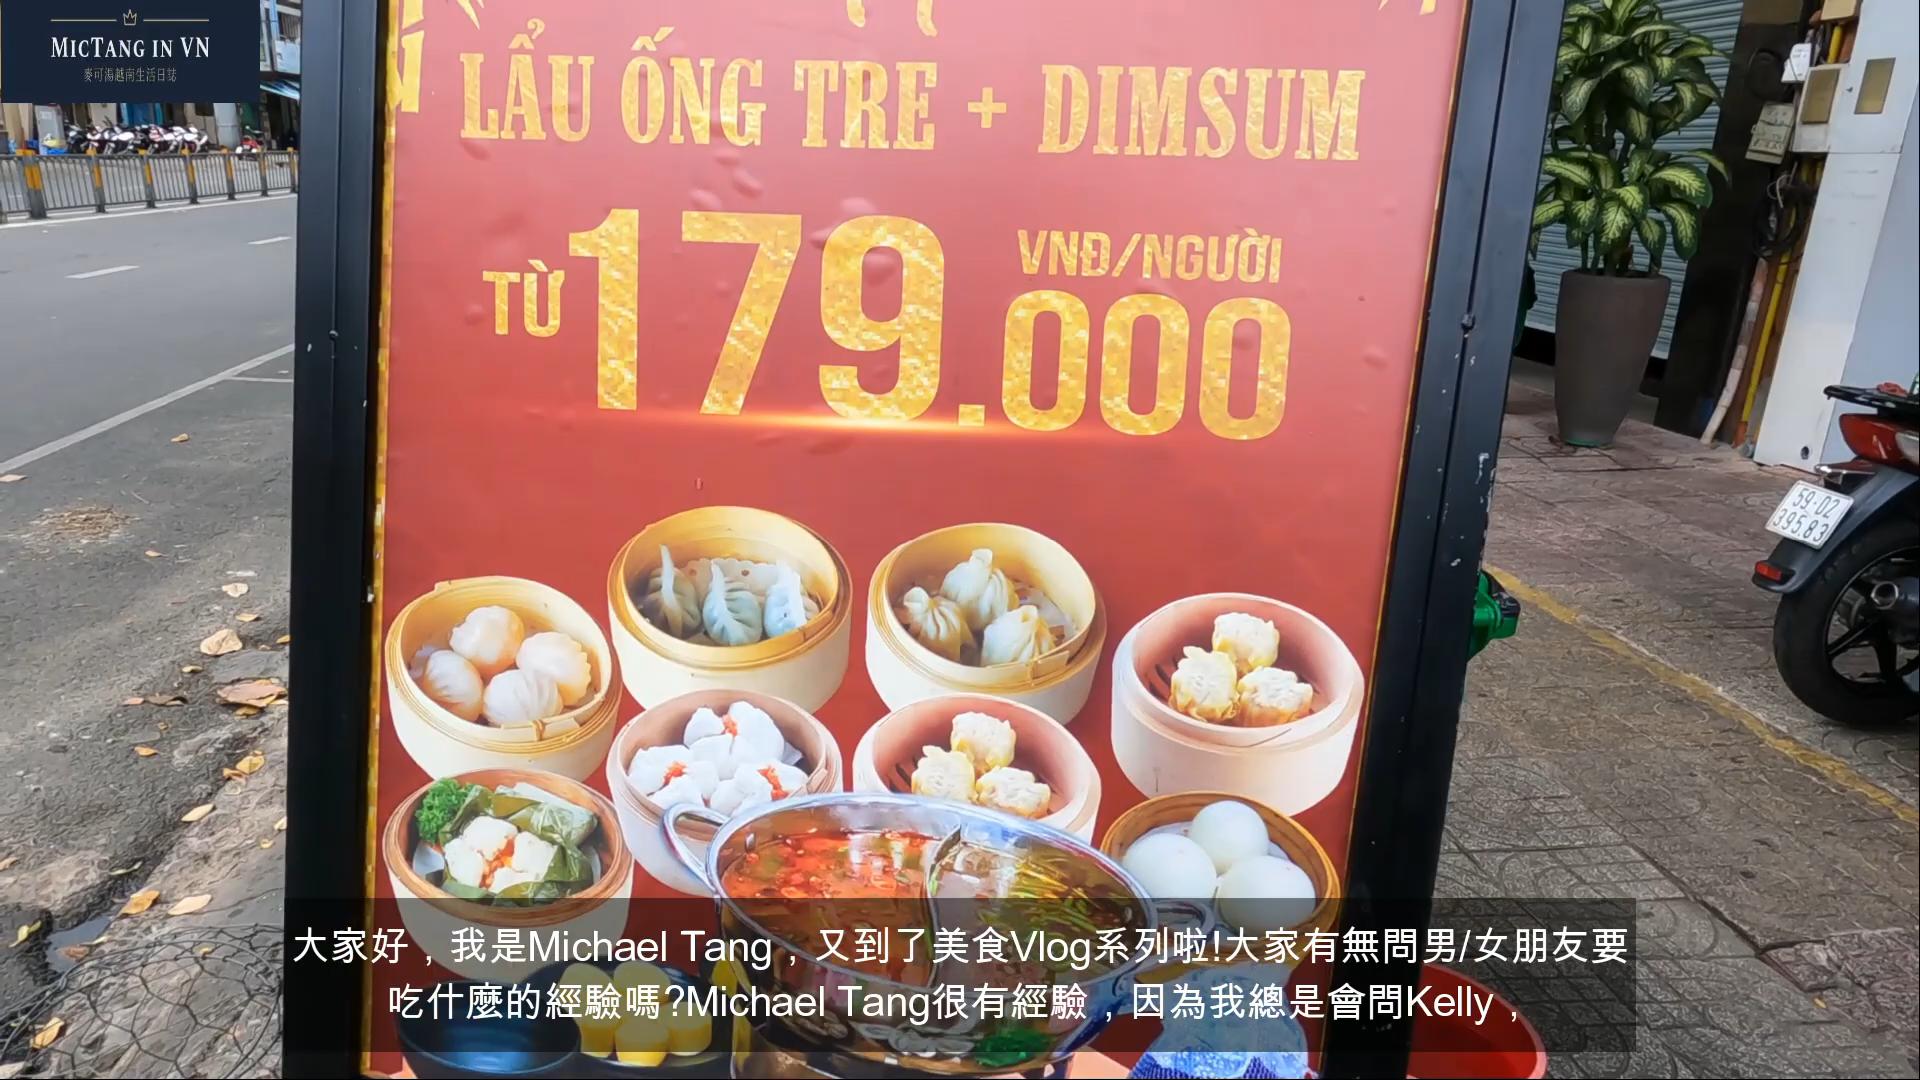 MICTANG IN VN
麥可湯越南生活日誌
LẨU ỐNG TRE + DIMSUM
TỪ 179.000
VNĐ/NGƯỜI
59-D2
395.83
大家好，我是Michael Tang，又到了美食Vlog系列啦!大家有無問男/女朋友要
吃什麼的經驗嗎?Michael Tang很有經驗，因為我總是會問Kelly，